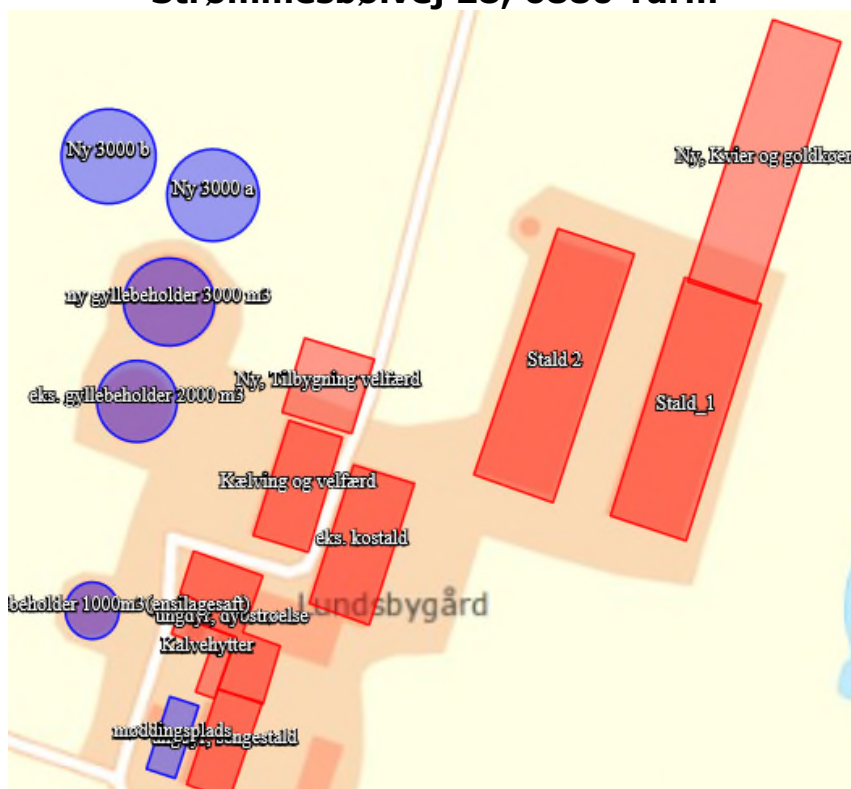 Ny 3000 b
Ny, Kvier og goldkøer
Ny 3000 a
ny gyllebeholder 3000 m3
Stald 2
Ny, Tilbygning velfærd
eks. gyllebeholder 2000 m3
Stald_1
Kælving og velfærd
eks. kostald
beholder 1000m3(ensilagesaft)
Lundsbygård
ungdyr, dybstrøelse
Kalvehytter
møddingsplads
sengestald